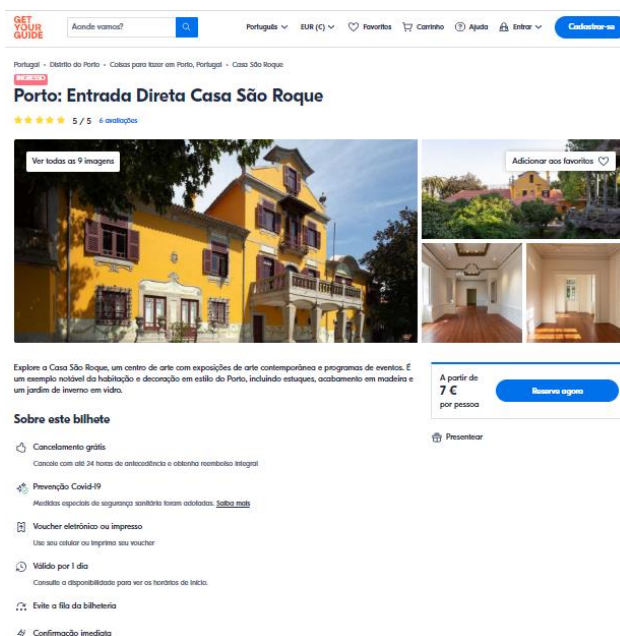 GET
YOUR
GUIDE
Aonde vamos?
Português
EUR (€)
Favoritos
Carrinho
Ajuda
Entrar
Cadastrar-se
Portugal • Distrito do Porto • Coisas para fazer em Porto, Portugal • Casa São Roque
INGRESSO
Porto: Entrada Direta Casa São Roque
5 / 5 6 avaliações
Ver todas as 9 imagens
Adicionar aos favoritos
Explore a Casa São Roque, um centro de arte com exposições de arte contemporânea e programas de eventos. É
um exemplo notável da habitação e decoração em estilo do Porto, incluindo estuques, acabamento em madeira e
um jardim de inverno em vidro.
A partir de
7 €
por pessoa
Reserve agora
Presentear
Sobre este bilhete
Cancelamento grátis
Cancele com até 24 horas de antecedência e obtenha reembolso integral
Prevenção Covid-19
Medidas especiais de segurança sanitária foram adotadas. Saiba mais
Voucher eletrônico ou impresso
Use seu celular ou imprima seu voucher
Válido por 1 dia
Consulte a disponibilidade para ver os horários de início.
Evite a fila da bilheteria
Confirmação imediata